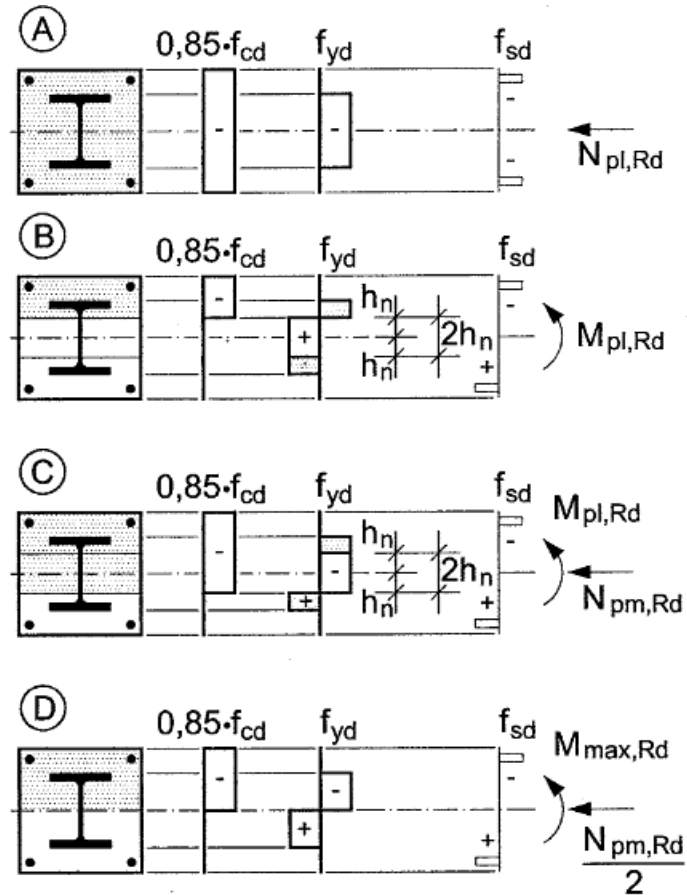 A
0,85·fcd fyd fsd
-
-
-
-
Npl,Rd
B
0,85·fcd fyd fsd
-
hn
-
+
2hn
Mpl,Rd
hn
+
C
0,85·fcd fyd fsd
Mpl,Rd
hn
-
-
-
2hn
Npm,Rd
+
hn
+
D
0,85·fcd fyd fsd
Mmax,Rd
-
-
-
+
+
Npm,Rd
2